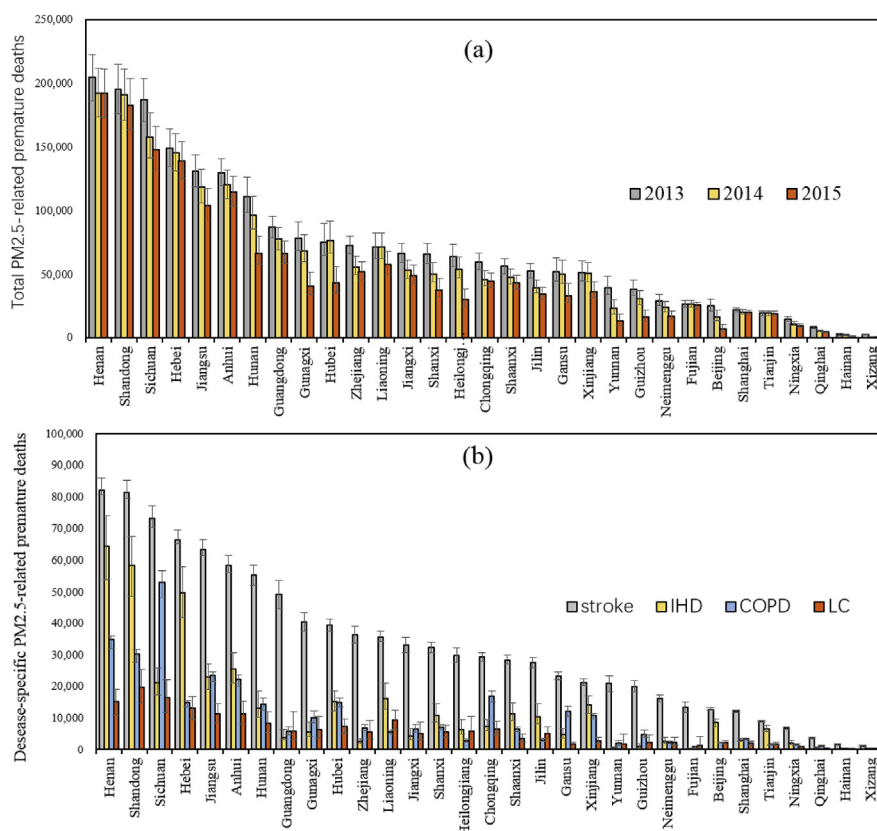 250,000
(a)
200,000
150,000
100,000
50,000
0
Total PM2.5-related premature deaths
2013 2014 2015
Henan Shandong Sichuan Hebei Jiangsu Anhui Hunan Guangdong Gunagxi Hubei Zhejiang Liaoning Jiangxi Shanxi Heilongj… Chongqing Shaanxi Jilin Gansu Xinjiang Yunnan Guizhou Neimenggu Fujian Beijing Shanghai Tianjin Ningxia Qinghai Hainan Xizang
100,000
(b)
90,000
80,000
70,000
60,000
50,000
40,000
30,000
20,000
10,000
0
Desease-specific PM2.5-related premature deaths
stroke IHD COPD LC
Henan Shandong Sichuan Hebei Jiangsu Anhui Hunan Guangdong Gunagxi Hubei Zhejiang Liaoning Jiangxi Shanxi Heilongjiang Chongqing Shaanxi Jilin Gansu Xinjiang Yunnan Guizhou Neimenggu Fujian Beijing Shanghai Tianjin Ningxia Qinghai Hainan Xizang